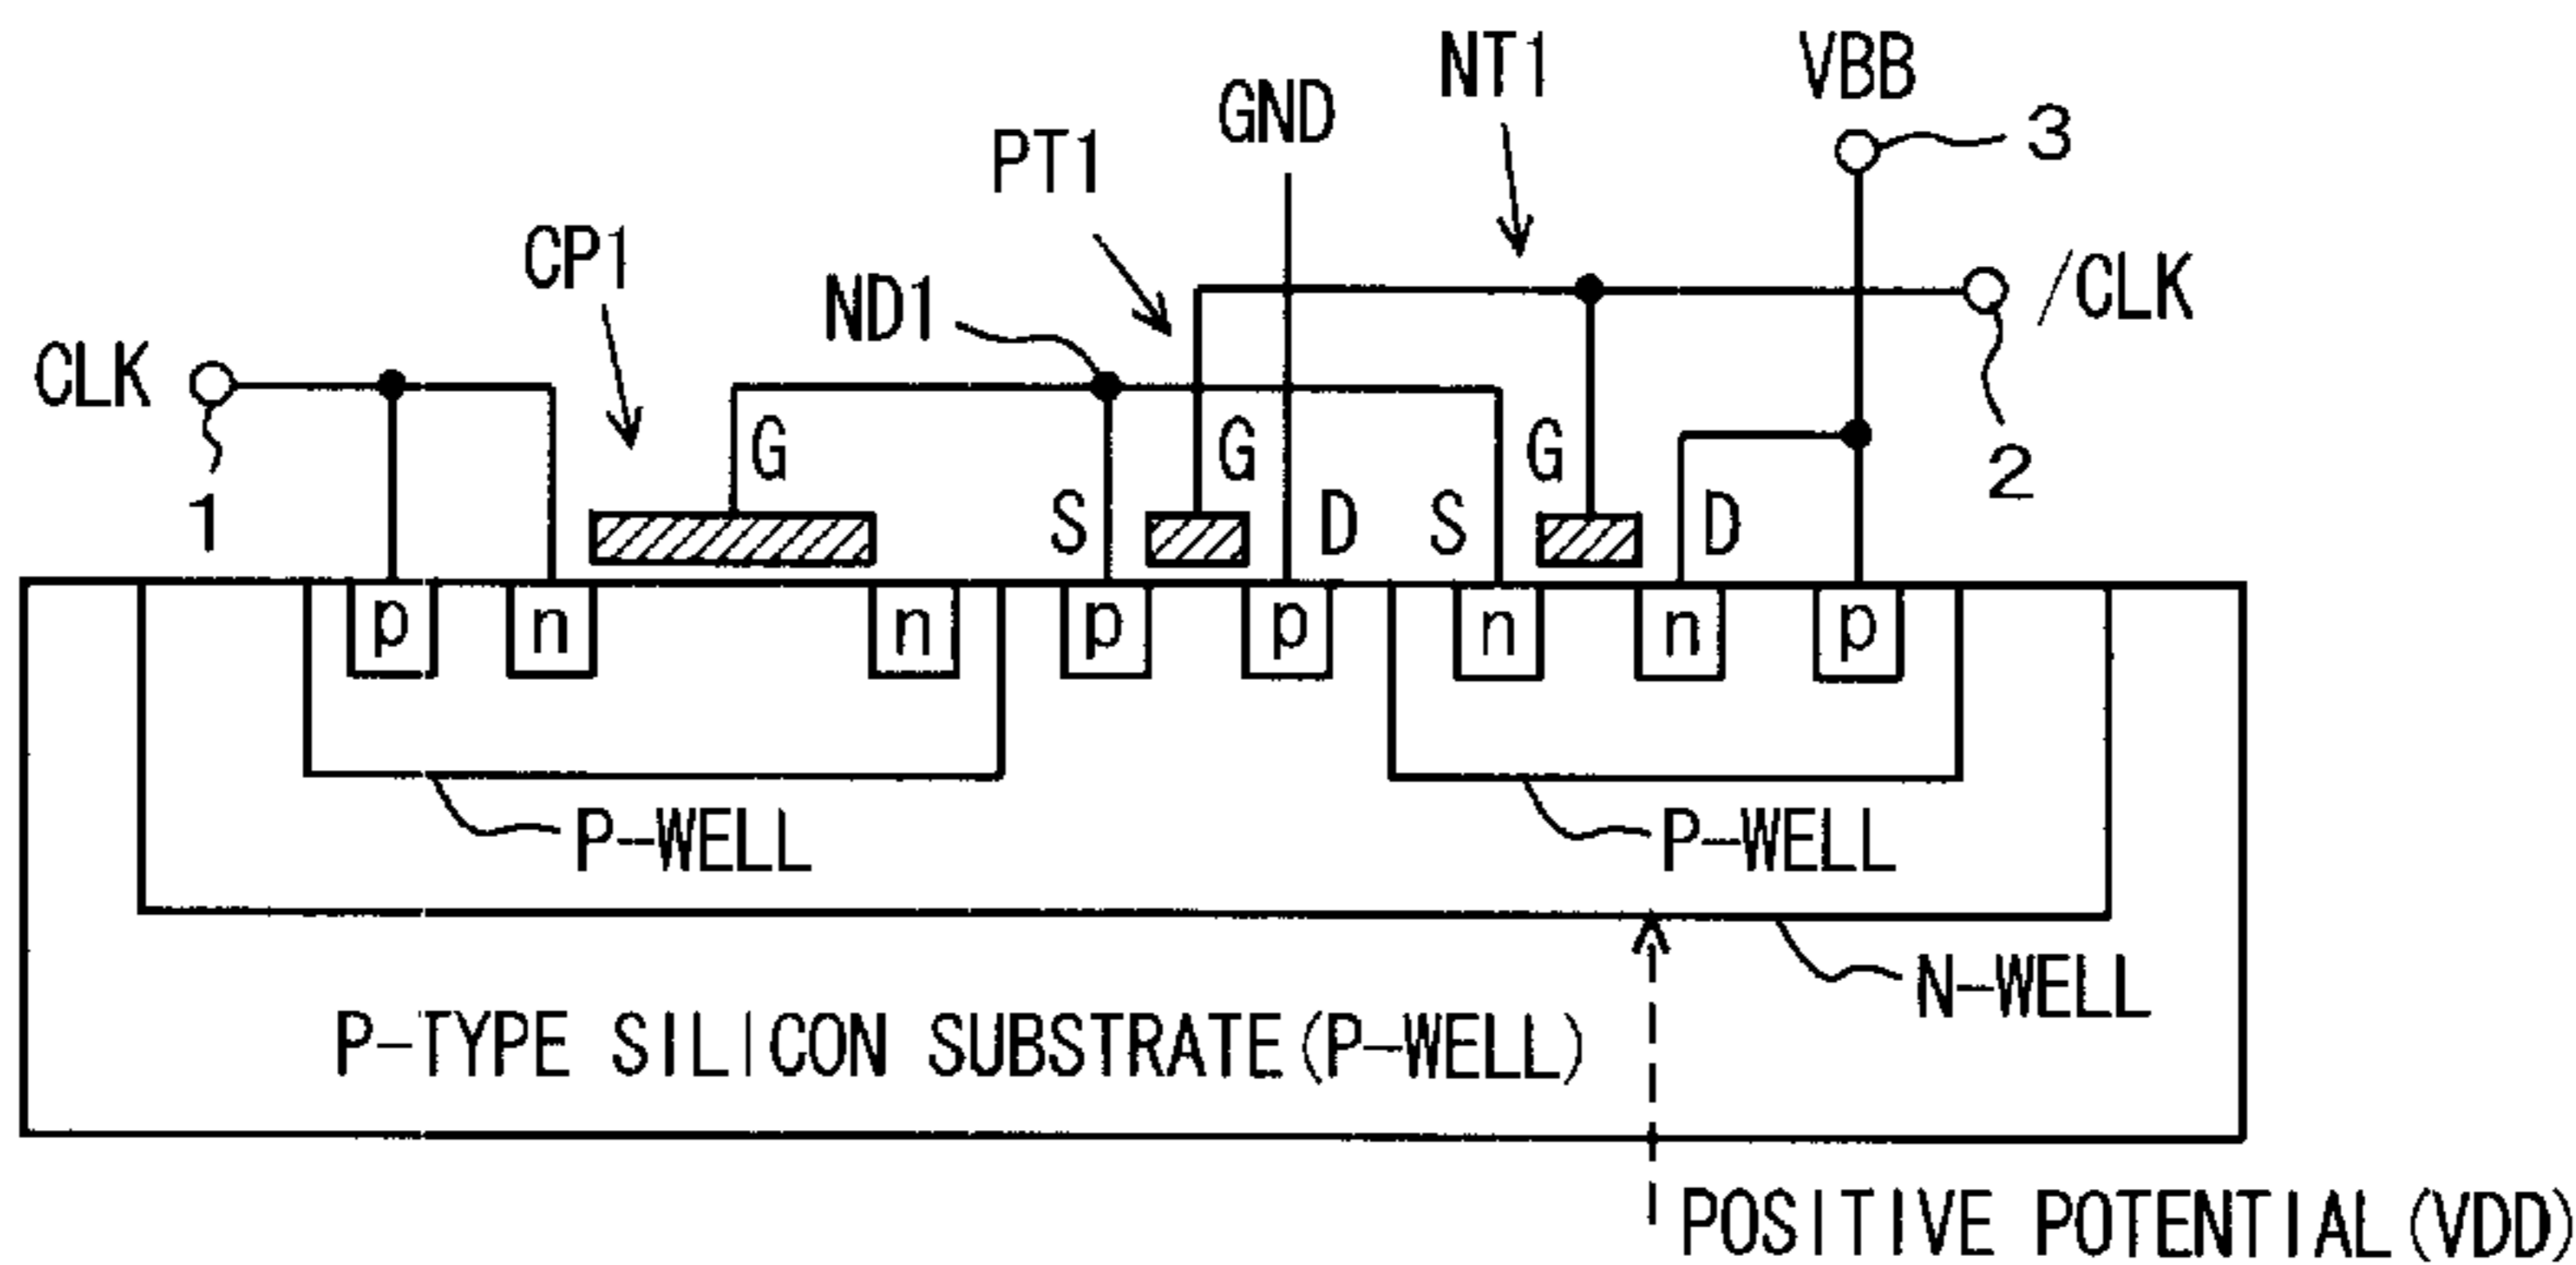 NT1
VBB
GND
3
PT1
CP1
ND1
/CLK
CLK
G
G
G
2
1
S
D
S
D
p
n
n
p
p
n
n
p
P-WELL
P-WELL
N-WELL
P-TYPE SILICON SUBSTRATE(P-WELL)
POSITIVE POTENTIAL(VDD)